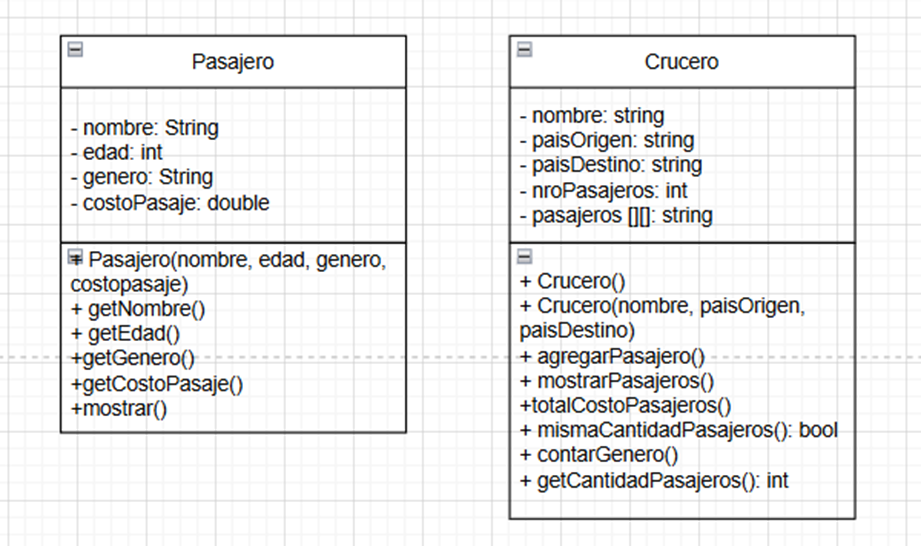 Pasajero
- nombre: String
- edad: int
- genero: String
- costoPasaje: double
+ Pasajero(nombre, edad, genero,
costopasaje)
+ getNombre()
+ getEdad()
+getGenero()
+getCostoPasaje()
+mostrar()
Crucero
- nombre: string
- paisOrigen: string
- paisDestino: string
- nroPasajeros: int
- pasajeros [][]: string
+ Crucero()
+ Crucero(nombre, paisOrigen,
paisDestino)
+ agregarPasajero()
+ mostrarPasajeros()
+totalCostoPasajeros()
+ mismaCantidadPasajeros(): bool
+ contarGenero()
+ getCantidadPasajeros(): int